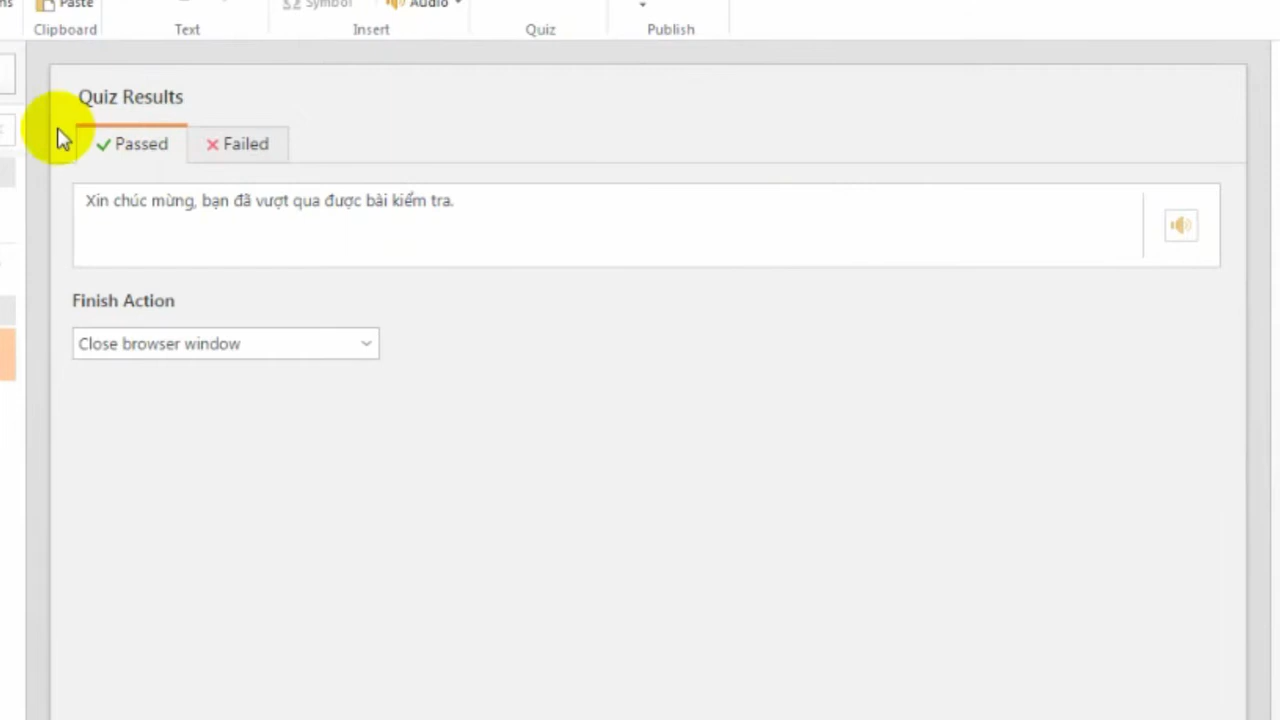 Paste
Symbol
Audio
Clipboard
Text
Insert
Quiz
Publish
Quiz Results
Passed
Failed
Xin chúc mừng, bạn đã vượt qua được bài kiểm tra.
Finish Action
Close browser window